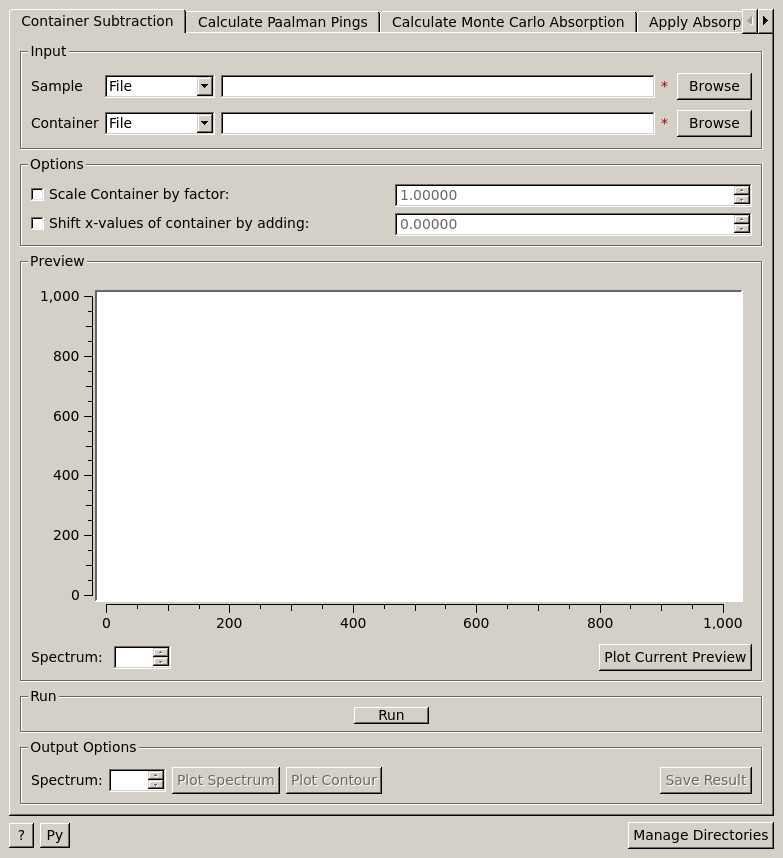 Container Subtraction Calculate Paalman Pings Calculate Monte Carlo Absorption Apply Absorp
Input
Sample File * Browse
Container File * Browse
Options
Scale Container by factor: 1.00000
Shift x-values of container by adding: 0.00000
Preview
1,000
800
600
400
200
0
0 200 400 600 800 1,000
Spectrum: Plot Current Preview
Run
Run
Output Options
Spectrum: Plot Spectrum Plot Contour Save Result
? Py Manage Directories